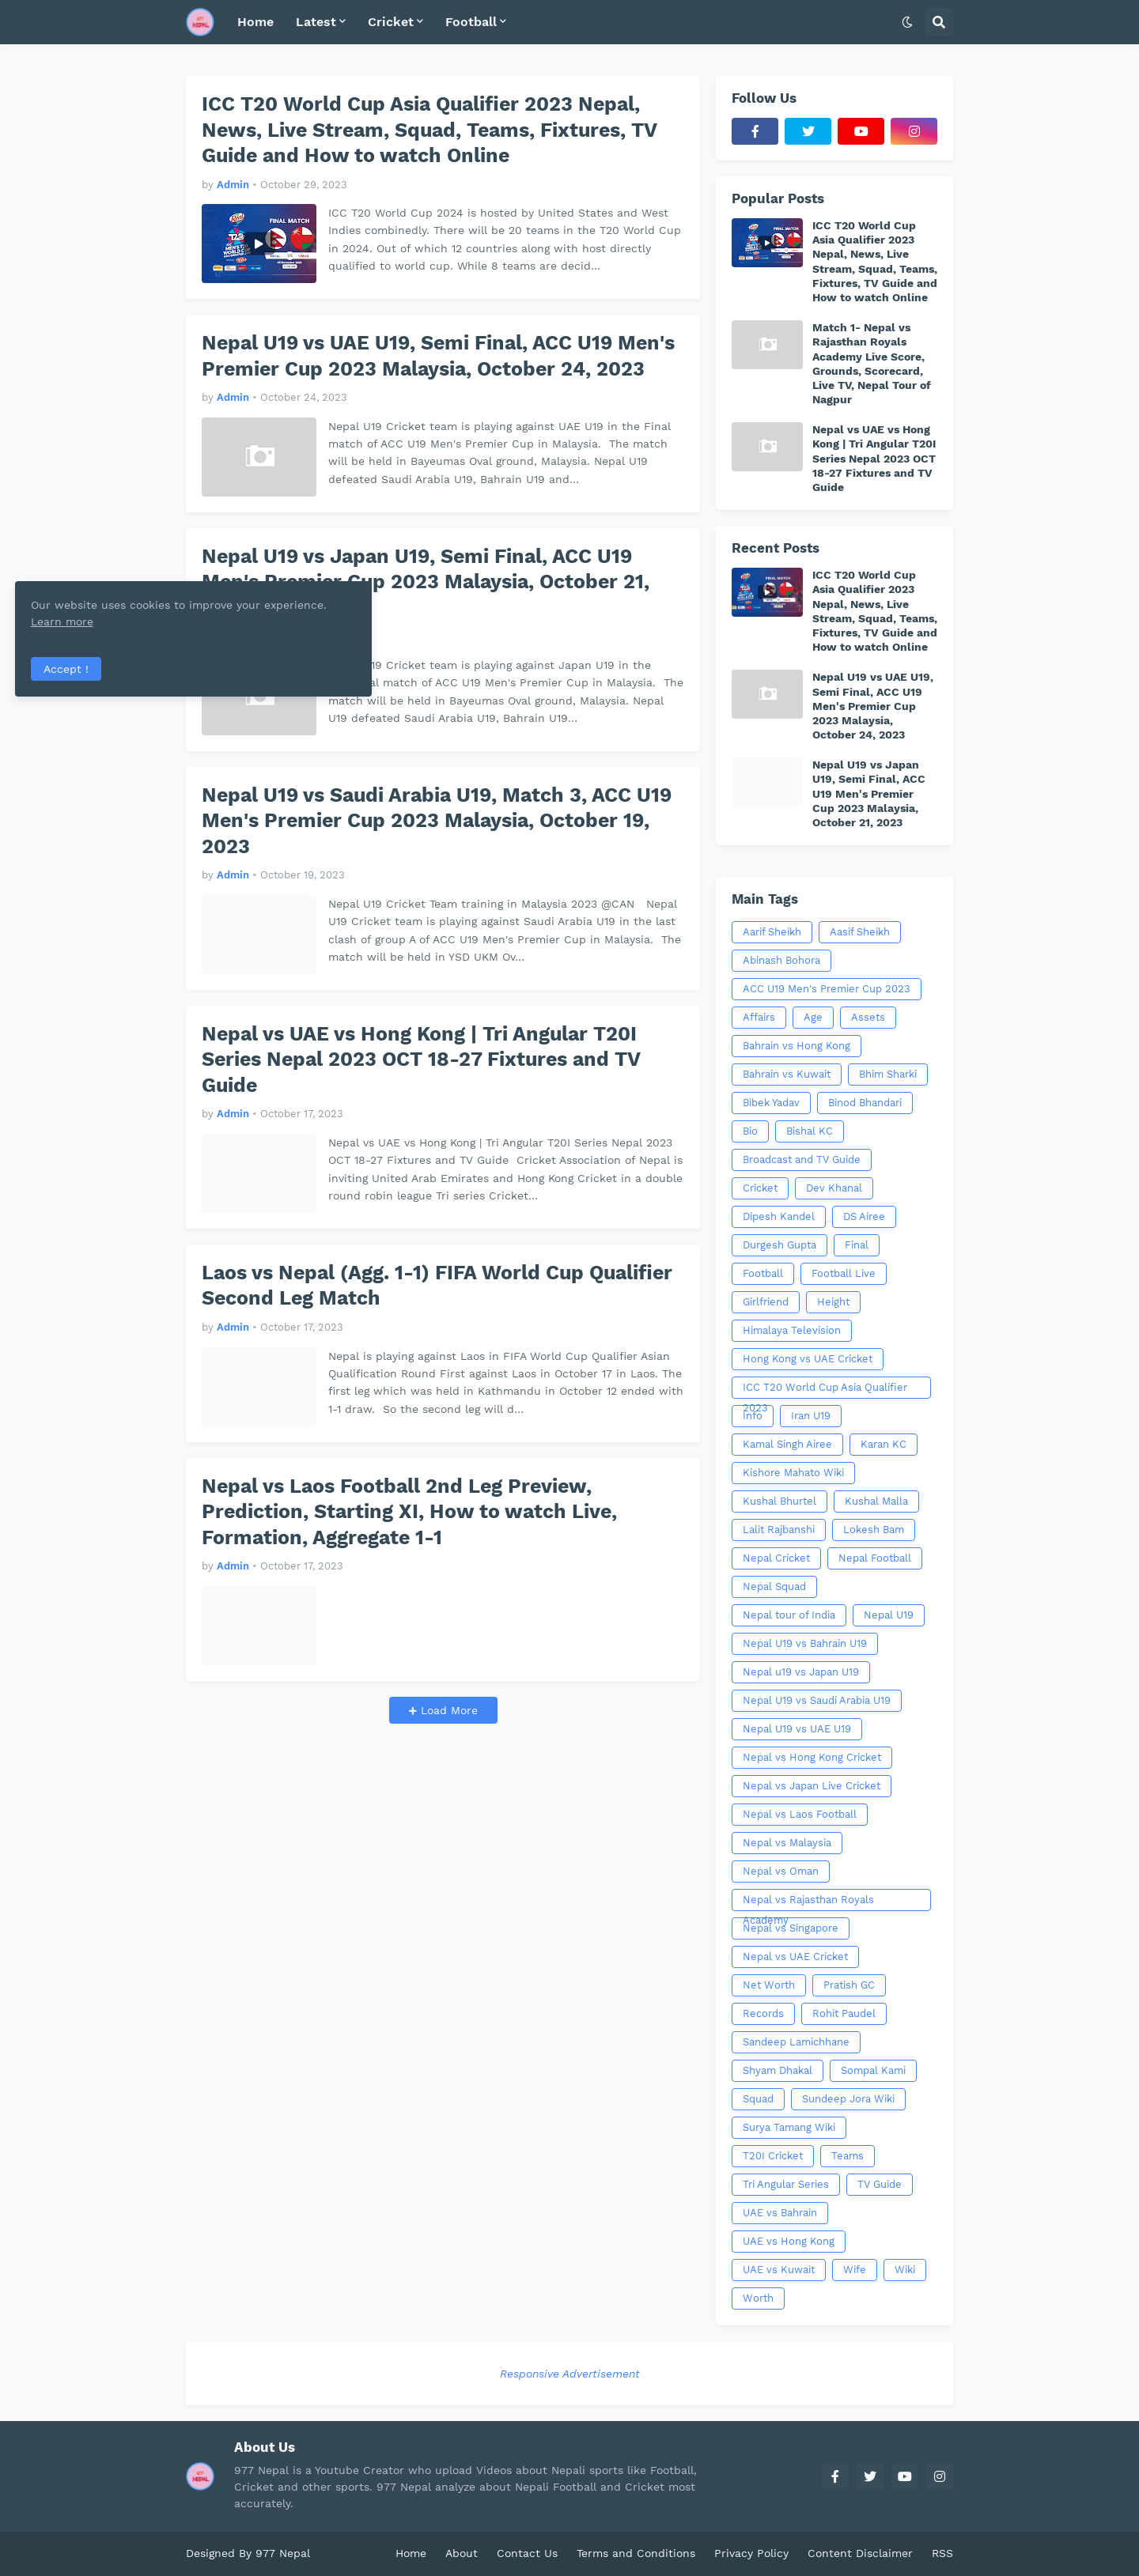 977
NEPAL
Home
Latest
Cricket
Football
ICC T20 World Cup Asia Qualifier 2023 Nepal,
News, Live Stream, Squad, Teams, Fixtures, TV
Guide and How to watch Online
by Admin • October 29, 2023
FINAL MATCH
ICC T20 World Cup 2024 is hosted by United States and West
Indies combinedly. There will be 20 teams in the T20 World Cup
in 2024. Out of which 12 countries along with host directly
qualified to world cup. While 8 teams are decid…
Nepal U19 vs UAE U19, Semi Final, ACC U19 Men's
Premier Cup 2023 Malaysia, October 24, 2023
by Admin • October 24, 2023
Nepal U19 Cricket team is playing against UAE U19 in the Final
match of ACC U19 Men's Premier Cup in Malaysia.  The match
will be held in Bayeumas Oval ground, Malaysia. Nepal U19
defeated Saudi Arabia U19, Bahrain U19 and…
Nepal U19 vs Japan U19, Semi Final, ACC U19
Men's Premier Cup 2023 Malaysia, October 21,
U19 Cricket team is playing against Japan U19 in the
match of ACC U19 Men's Premier Cup in Malaysia.  The
match will be held in Bayeumas Oval ground, Malaysia. Nepal
U19 defeated Saudi Arabia U19, Bahrain U19…
Our website uses cookies to improve your experience.
Learn more
Accept !
Nepal U19 vs Saudi Arabia U19, Match 3, ACC U19
Men's Premier Cup 2023 Malaysia, October 19,
2023
by Admin • October 19, 2023
Nepal U19 Cricket Team training in Malaysia 2023 @CAN   Nepal
U19 Cricket team is playing against Saudi Arabia U19 in the last
clash of group A of ACC U19 Men's Premier Cup in Malaysia.  The
match will be held in YSD UKM Ov…
Nepal vs UAE vs Hong Kong | Tri Angular T20I
Series Nepal 2023 OCT 18-27 Fixtures and TV
Guide
by Admin • October 17, 2023
Nepal vs UAE vs Hong Kong | Tri Angular T20I Series Nepal 2023
OCT 18-27 Fixtures and TV Guide  Cricket Association of Nepal is
inviting United Arab Emirates and Hong Kong Cricket in a double
round robin league Tri series Cricket…
Laos vs Nepal (Agg. 1-1) FIFA World Cup Qualifier
Second Leg Match
by Admin • October 17, 2023
Nepal is playing against Laos in FIFA World Cup Qualifier Asian
Qualification Round First against Laos in October 17 in Laos. The
first leg which was held in Kathmandu in October 12 ended with
1-1 draw.  So the second leg will d…
Nepal vs Laos Football 2nd Leg Preview,
Prediction, Starting XI, How to watch Live,
Formation, Aggregate 1-1
by Admin • October 17, 2023
Load More
Follow Us
Popular Posts
ICC T20 World Cup
Asia Qualifier 2023
Nepal, News, Live
Stream, Squad, Teams,
Fixtures, TV Guide and
How to watch Online
Match 1- Nepal vs
Rajasthan Royals
Academy Live Score,
Grounds, Scorecard,
Live TV, Nepal Tour of
Nagpur
Nepal vs UAE vs Hong
Kong | Tri Angular T20I
Series Nepal 2023 OCT
18-27 Fixtures and TV
Guide
Recent Posts
ICC T20 World Cup
Asia Qualifier 2023
Nepal, News, Live
Stream, Squad, Teams,
Fixtures, TV Guide and
How to watch Online
Nepal U19 vs UAE U19,
Semi Final, ACC U19
Men's Premier Cup
2023 Malaysia,
October 24, 2023
Nepal U19 vs Japan
U19, Semi Final, ACC
U19 Men's Premier
Cup 2023 Malaysia,
October 21, 2023
Main Tags
Aarif Sheikh
Aasif Sheikh
Abinash Bohora
ACC U19 Men's Premier Cup 2023
Affairs
Age
Assets
Bahrain vs Hong Kong
Bahrain vs Kuwait
Bhim Sharki
Bibek Yadav
Binod Bhandari
Bio
Bishal KC
Broadcast and TV Guide
Cricket
Dev Khanal
Dipesh Kandel
DS Airee
Durgesh Gupta
Final
Football
Football Live
Girlfriend
Height
Himalaya Television
Hong Kong vs UAE Cricket
ICC T20 World Cup Asia Qualifier
2023
Info
Iran U19
Kamal Singh Airee
Karan KC
Kishore Mahato Wiki
Kushal Bhurtel
Kushal Malla
Lalit Rajbanshi
Lokesh Bam
Nepal Cricket
Nepal Football
Nepal Squad
Nepal tour of India
Nepal U19
Nepal U19 vs Bahrain U19
Nepal u19 vs Japan U19
Nepal U19 vs Saudi Arabia U19
Nepal U19 vs UAE U19
Nepal vs Hong Kong Cricket
Nepal vs Japan Live Cricket
Nepal vs Laos Football
Nepal vs Malaysia
Nepal vs Oman
Nepal vs Rajasthan Royals
Academy
Nepal vs Singapore
Nepal vs UAE Cricket
Net Worth
Pratish GC
Records
Rohit Paudel
Sandeep Lamichhane
Shyam Dhakal
Sompal Kami
Squad
Sundeep Jora Wiki
Surya Tamang Wiki
T20I Cricket
Teams
Tri Angular Series
TV Guide
UAE vs Bahrain
UAE vs Hong Kong
UAE vs Kuwait
Wife
Wiki
Worth
Responsive Advertisement
977
NEPAL
About Us
977 Nepal is a Youtube Creator who upload Videos about Nepali sports like Football,
Cricket and other sports. 977 Nepal analyze about Nepali Football and Cricket most
accurately.
Designed By 977 Nepal
Home
About
Contact Us
Terms and Conditions
Privacy Policy
Content Disclaimer
RSS